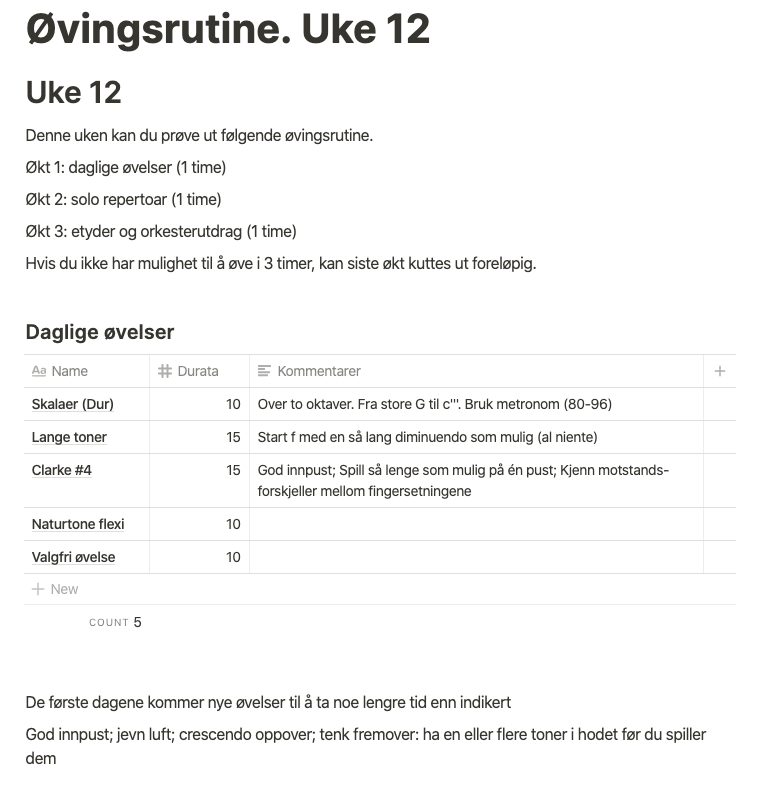 Øvingsrutine. Uke 12
Uke 12
Denne uken kan du prøve ut følgende øvingsrutine.
Økt 1: daglige øvelser (1 time)
Økt 2: solo repertoar (1 time)
Økt 3: etyder og orkesterutdrag (1 time)
Hvis du ikke har mulighet til å øve i 3 timer, kan siste økt kuttes ut foreløpig.
Daglige øvelser
Aa Name # Durata Kommentarer +
Skalaer (Dur) 10 Over to oktaver. Fra store G til c'''. Bruk metronom (80-96)
Lange toner 15 Start f med en så lang diminuendo som mulig (al niente)
Clarke #4 15 God innpust; Spill så lenge som mulig på én pust; Kjenn motstands-
forskjeller mellom fingersetningene
Naturtone flexi 10
Valgfri øvelse 10
+ New
COUNT 5
De første dagene kommer nye øvelser til å ta noe lengre tid enn indikert
God innpust; jevn luft; crescendo oppover; tenk fremover: ha en eller flere toner i hodet før du spiller
dem